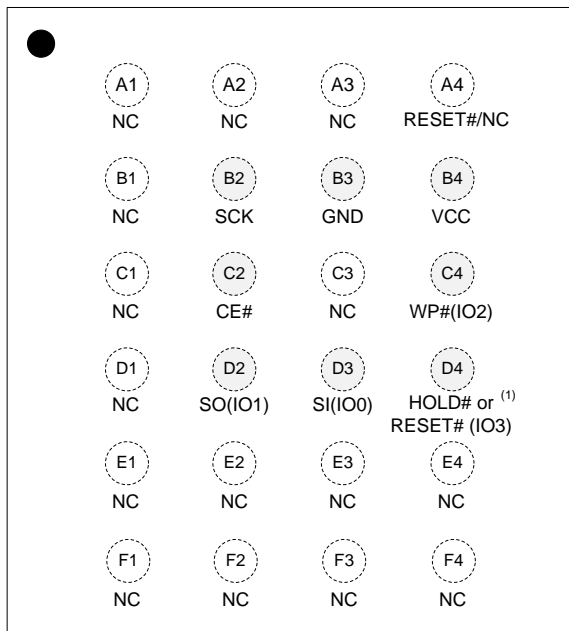 A1 A2 A3 A4
NC NC NC RESET#/NC
B1 B2 B3 B4
NC SCK GND VCC
C1 C2 C3 C4
NC CE# NC WP#(IO2)
D1 D2 D3 D4
NC SO(IO1) SI(IO0) HOLD# or (1)
RESET# (IO3)
E1 E2 E3 E4
NC NC NC NC
F1 F2 F3 F4
NC NC NC NC